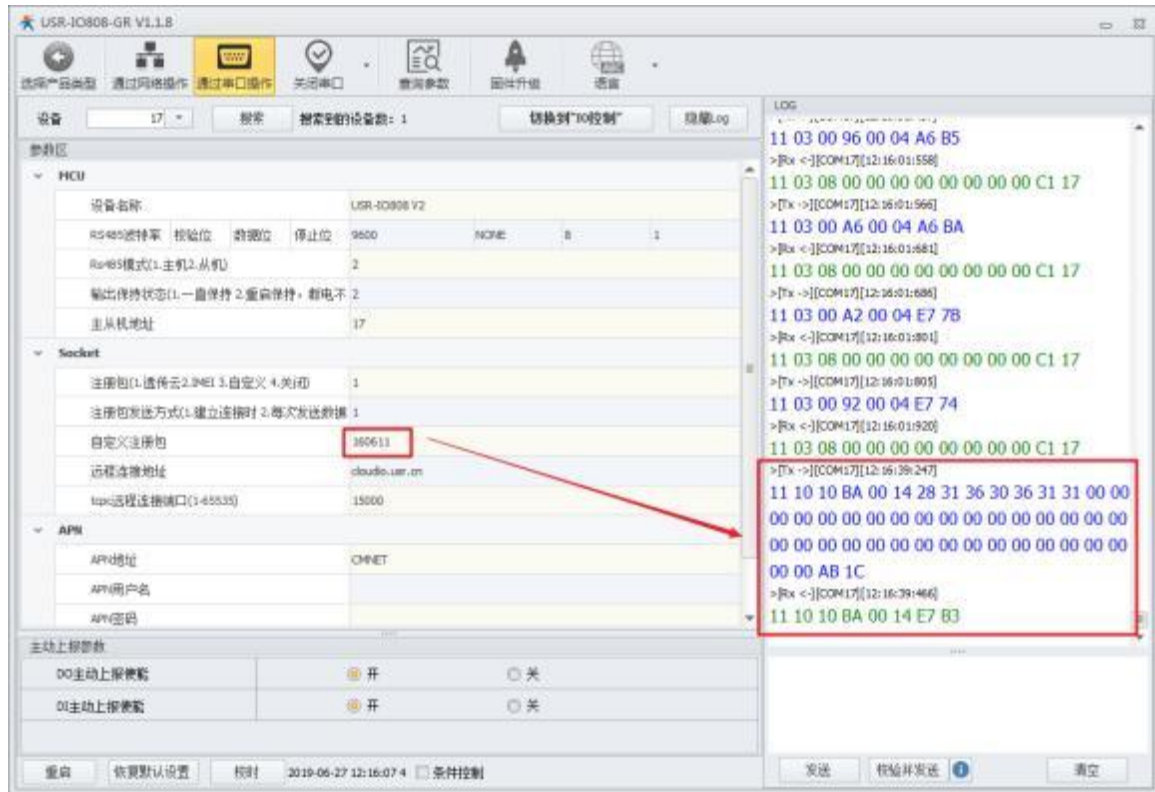 USR-IO808-GR V1.1.8
选择产品类型 通过网络操作 通过串口操作 关闭串口 查询参数 固件升级 语言
设备 17 搜索 搜索到的设备数: 1 切换到"IO控制" 隐藏Log
参数区
MCU
设备名称 USR-IO808 V2
RS485波特率 校验位 数据位 停止位 9600 NONE 8 1
Rs485模式(1.主机2.从机) 2
输出保持状态(1.一直保持 2.重启保持，断电不 2
主从机地址 17
Socket
注册包(1.透传云2.IMEI 3.自定义 4.关闭) 1
注册包发送方式(1.建立连接时 2.每次发送数据 1
自定义注册包 160611
远程连接地址 cloudio.usr.cn
tcpc远程连接端口(1-65535) 15000
APN
APN地址 CMNET
APN用户名
APN密码
主动上报参数
DO主动上报使能 开 关
DI主动上报使能 开 关
重启 恢复默认设置 校时 2019-06-27 12:16:07 4 条件控制
LOG
11 03 00 96 00 04 A6 B5
>[Rx <-][COM17][12:16:01:558]
11 03 08 00 00 00 00 00 00 00 00 C1 17
>[Tx ->][COM17][12:16:01:566]
11 03 00 A6 00 04 A6 BA
>[Rx <-][COM17][12:16:01:681]
11 03 08 00 00 00 00 00 00 00 00 C1 17
>[Tx ->][COM17][12:16:01:686]
11 03 00 A2 00 04 E7 7B
>[Rx <-][COM17][12:16:01:801]
11 03 08 00 00 00 00 00 00 00 00 C1 17
>[Tx ->][COM17][12:16:01:805]
11 03 00 92 00 04 E7 74
>[Rx <-][COM17][12:16:01:920]
11 03 08 00 00 00 00 00 00 00 00 C1 17
>[Tx ->][COM17][12:16:39:247]
11 10 10 BA 00 14 28 31 36 30 36 31 31 00 00
00 00 00 00 00 00 00 00 00 00 00 00 00 00 00
00 00 00 00 00 00 00 00 00 00 00 00 00 00 00
00 00 AB 1C
>[Rx <-][COM17][12:16:39:466]
11 10 10 BA 00 14 E7 B3
发送 校验并发送 清空